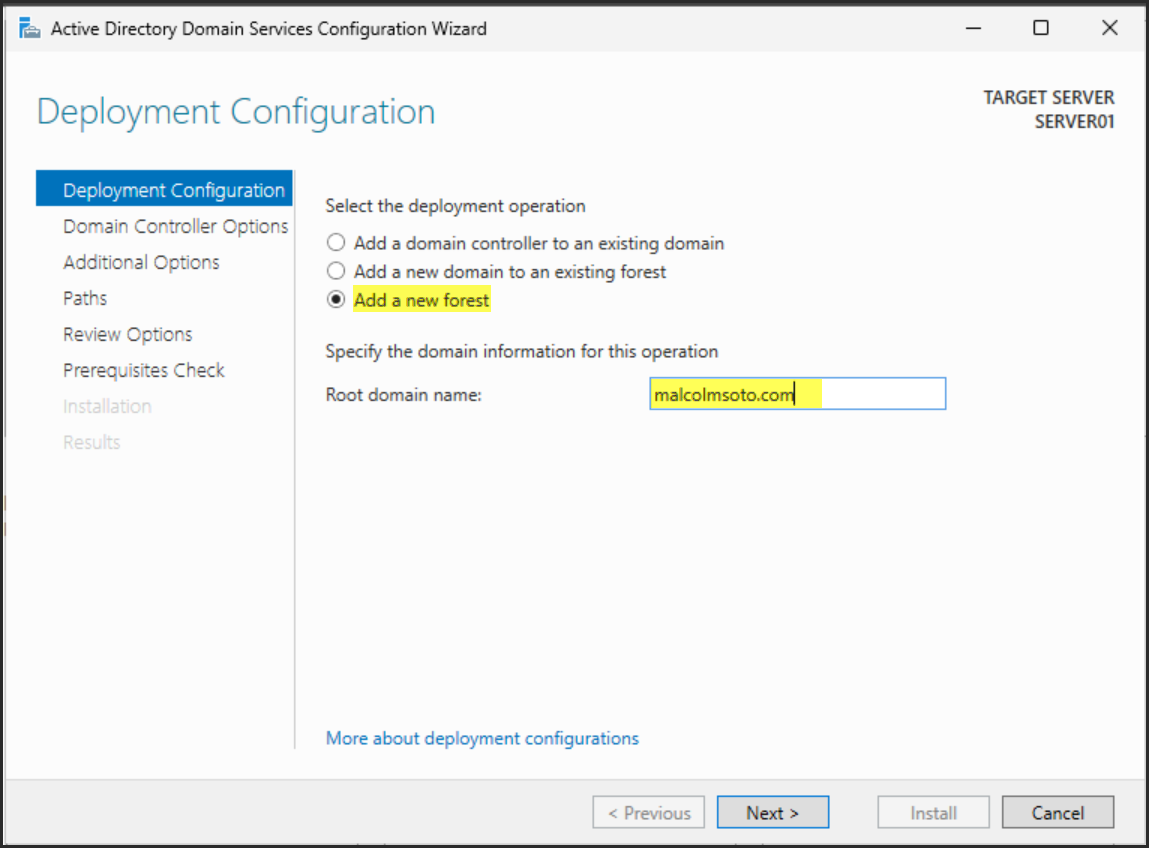 Active Directory Domain Services Configuration Wizard
Deployment Configuration
TARGET SERVER
SERVER01
Deployment Configuration
Domain Controller Options
Additional Options
Paths
Review Options
Prerequisites Check
Installation
Results
Select the deployment operation
Add a domain controller to an existing domain
Add a new domain to an existing forest
Add a new forest
Specify the domain information for this operation
Root domain name: malcolmsoto.com
More about deployment configurations
< Previous Next > Install Cancel